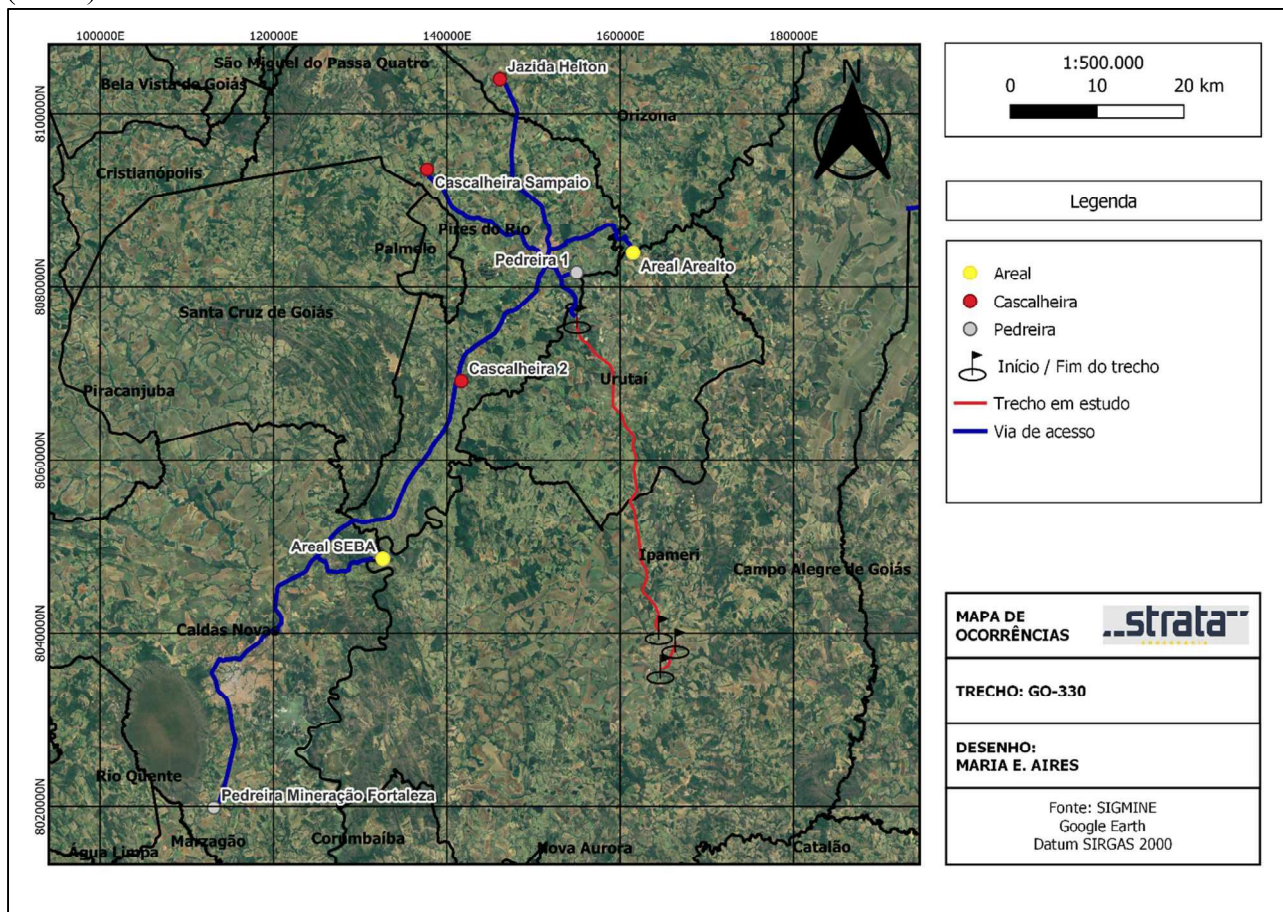 100000E 120000E 140000E 160000E 180000E
São Miguel do Passa Quatro
Jazida Helton
Bela Vista de Goiás
N
8100000N
Orizona
Cristianópolis
Cascalheira Sampaio
Pires do Rio
Palmelo
Pedreira 1
Areal Arealto
8080000N
Santa Cruz de Goiás
Cascalheira 2
Urutaí
Piracanjuba
8060000N
Areal SEBA
Ipameri
Campo Alegre de Goiás
Caldas Novas
8040000N
Rio Quente
Pedreira Mineração Fortaleza
8020000N
Marzagão
Corumbaíba
Água Limpa
Nova Aurora
Catalão
1:500.000
0 10 20 km
Legenda
Areal
Cascalheira
Pedreira
Início / Fim do trecho
Trecho em estudo
Via de acesso
MAPA DE
OCORRÊNCIAS
strata
TRECHO: GO-330
DESENHO:
MARIA E. AIRES
Fonte: SIGMINE
Google Earth
Datum SIRGAS 2000